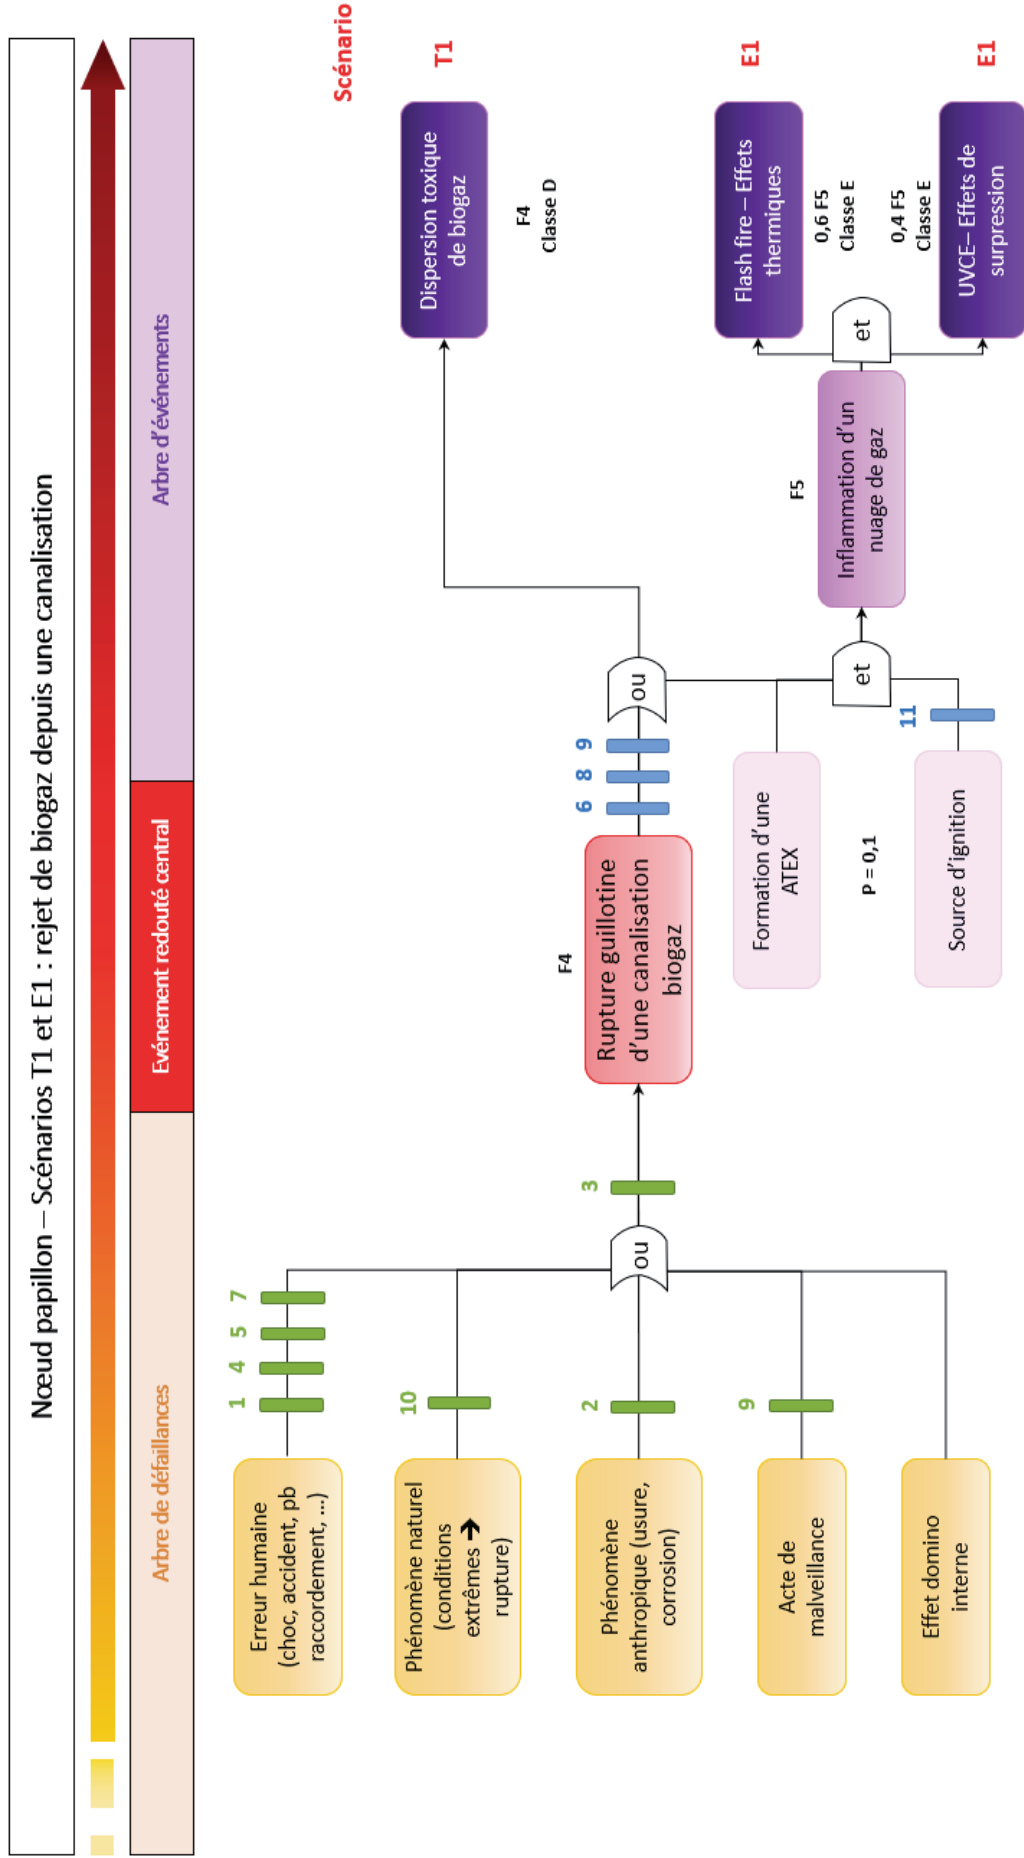 Nœud papillon – Scénarios T1 et E1 : rejet de biogaz depuis une canalisation
Arbre de défaillances
Evénement redouté central
Arbre d'événements
Scénario
Erreur humaine
(choc, accident, pb
raccordement, …)
1
4
5
7
Phénomène naturel
(conditions
extrêmes ➔
rupture)
10
Phénomène
anthropique (usure,
corrosion)
2
Acte de
malveillance
9
Effet domino
interne
ou
3
F4
Rupture guillotine
d'une canalisation
biogaz
6
8
9
ou
Dispersion toxique
de biogaz
T1
F4
Classe D
Formation d'une
ATEX
P = 0,1
Source d'ignition
11
et
F5
Inflammation d'un
nuage de gaz
et
Flash fire – Effets
thermiques
E1
0,6 F5
Classe E
0,4 F5
Classe E
UVCE– Effets de
surpression
E1